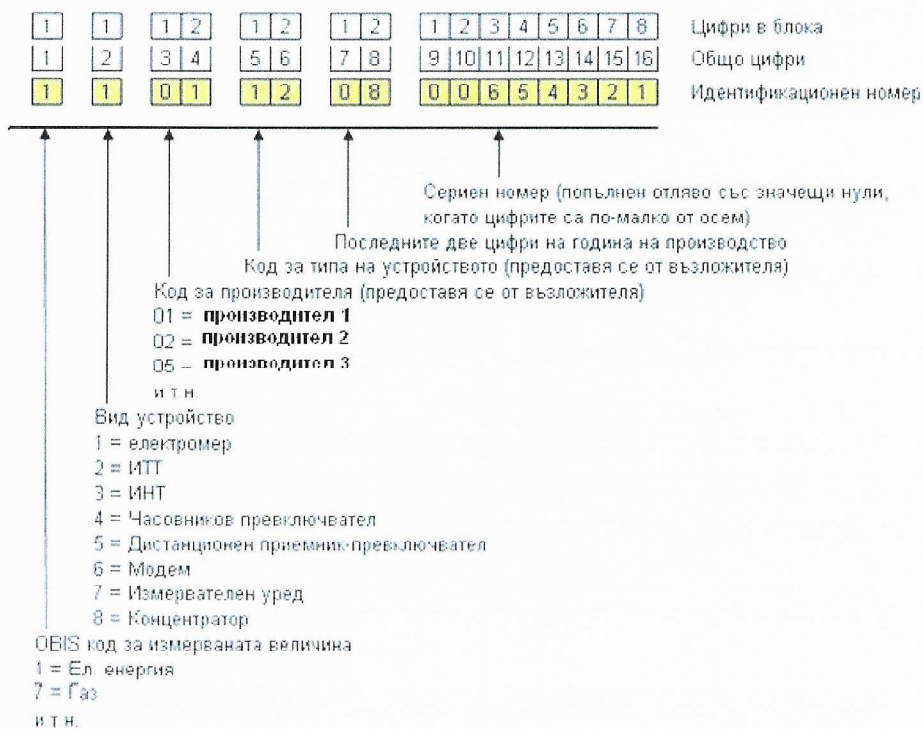 1 1 1 2 1 2 1 2 1 2 3 4 5 6 7 8 Цифри в блока
1 2 3 4 5 6 7 8 9 10 11 12 13 14 15 16 Общо цифри
1 1 0 1 1 2 0 8 0 0 6 5 4 3 2 1 Идентификационен номер
Сериен номер (попълнен отляво със значещи нули,
когато цифрите са по-малко от осем)
Последните две цифри на година на производство
Код за типа на устройството (предоставя се от възложителя)
Код за производителя (предоставя се от възложителя)
01 = производител 1
02 = производител 2
05 – производител 3
и т н.
Вид устройство
1 = електромер
2 = ИТТ
3 = ИНТ
4 = Часовников превключвател
5 = Дистанционен приемник-превключвател
6 = Модем
7 = Измервателен уред
8 = Концентратор
OBIS код за измерваната величина
1 = Ел. енергия
7 = Газ
и т н.